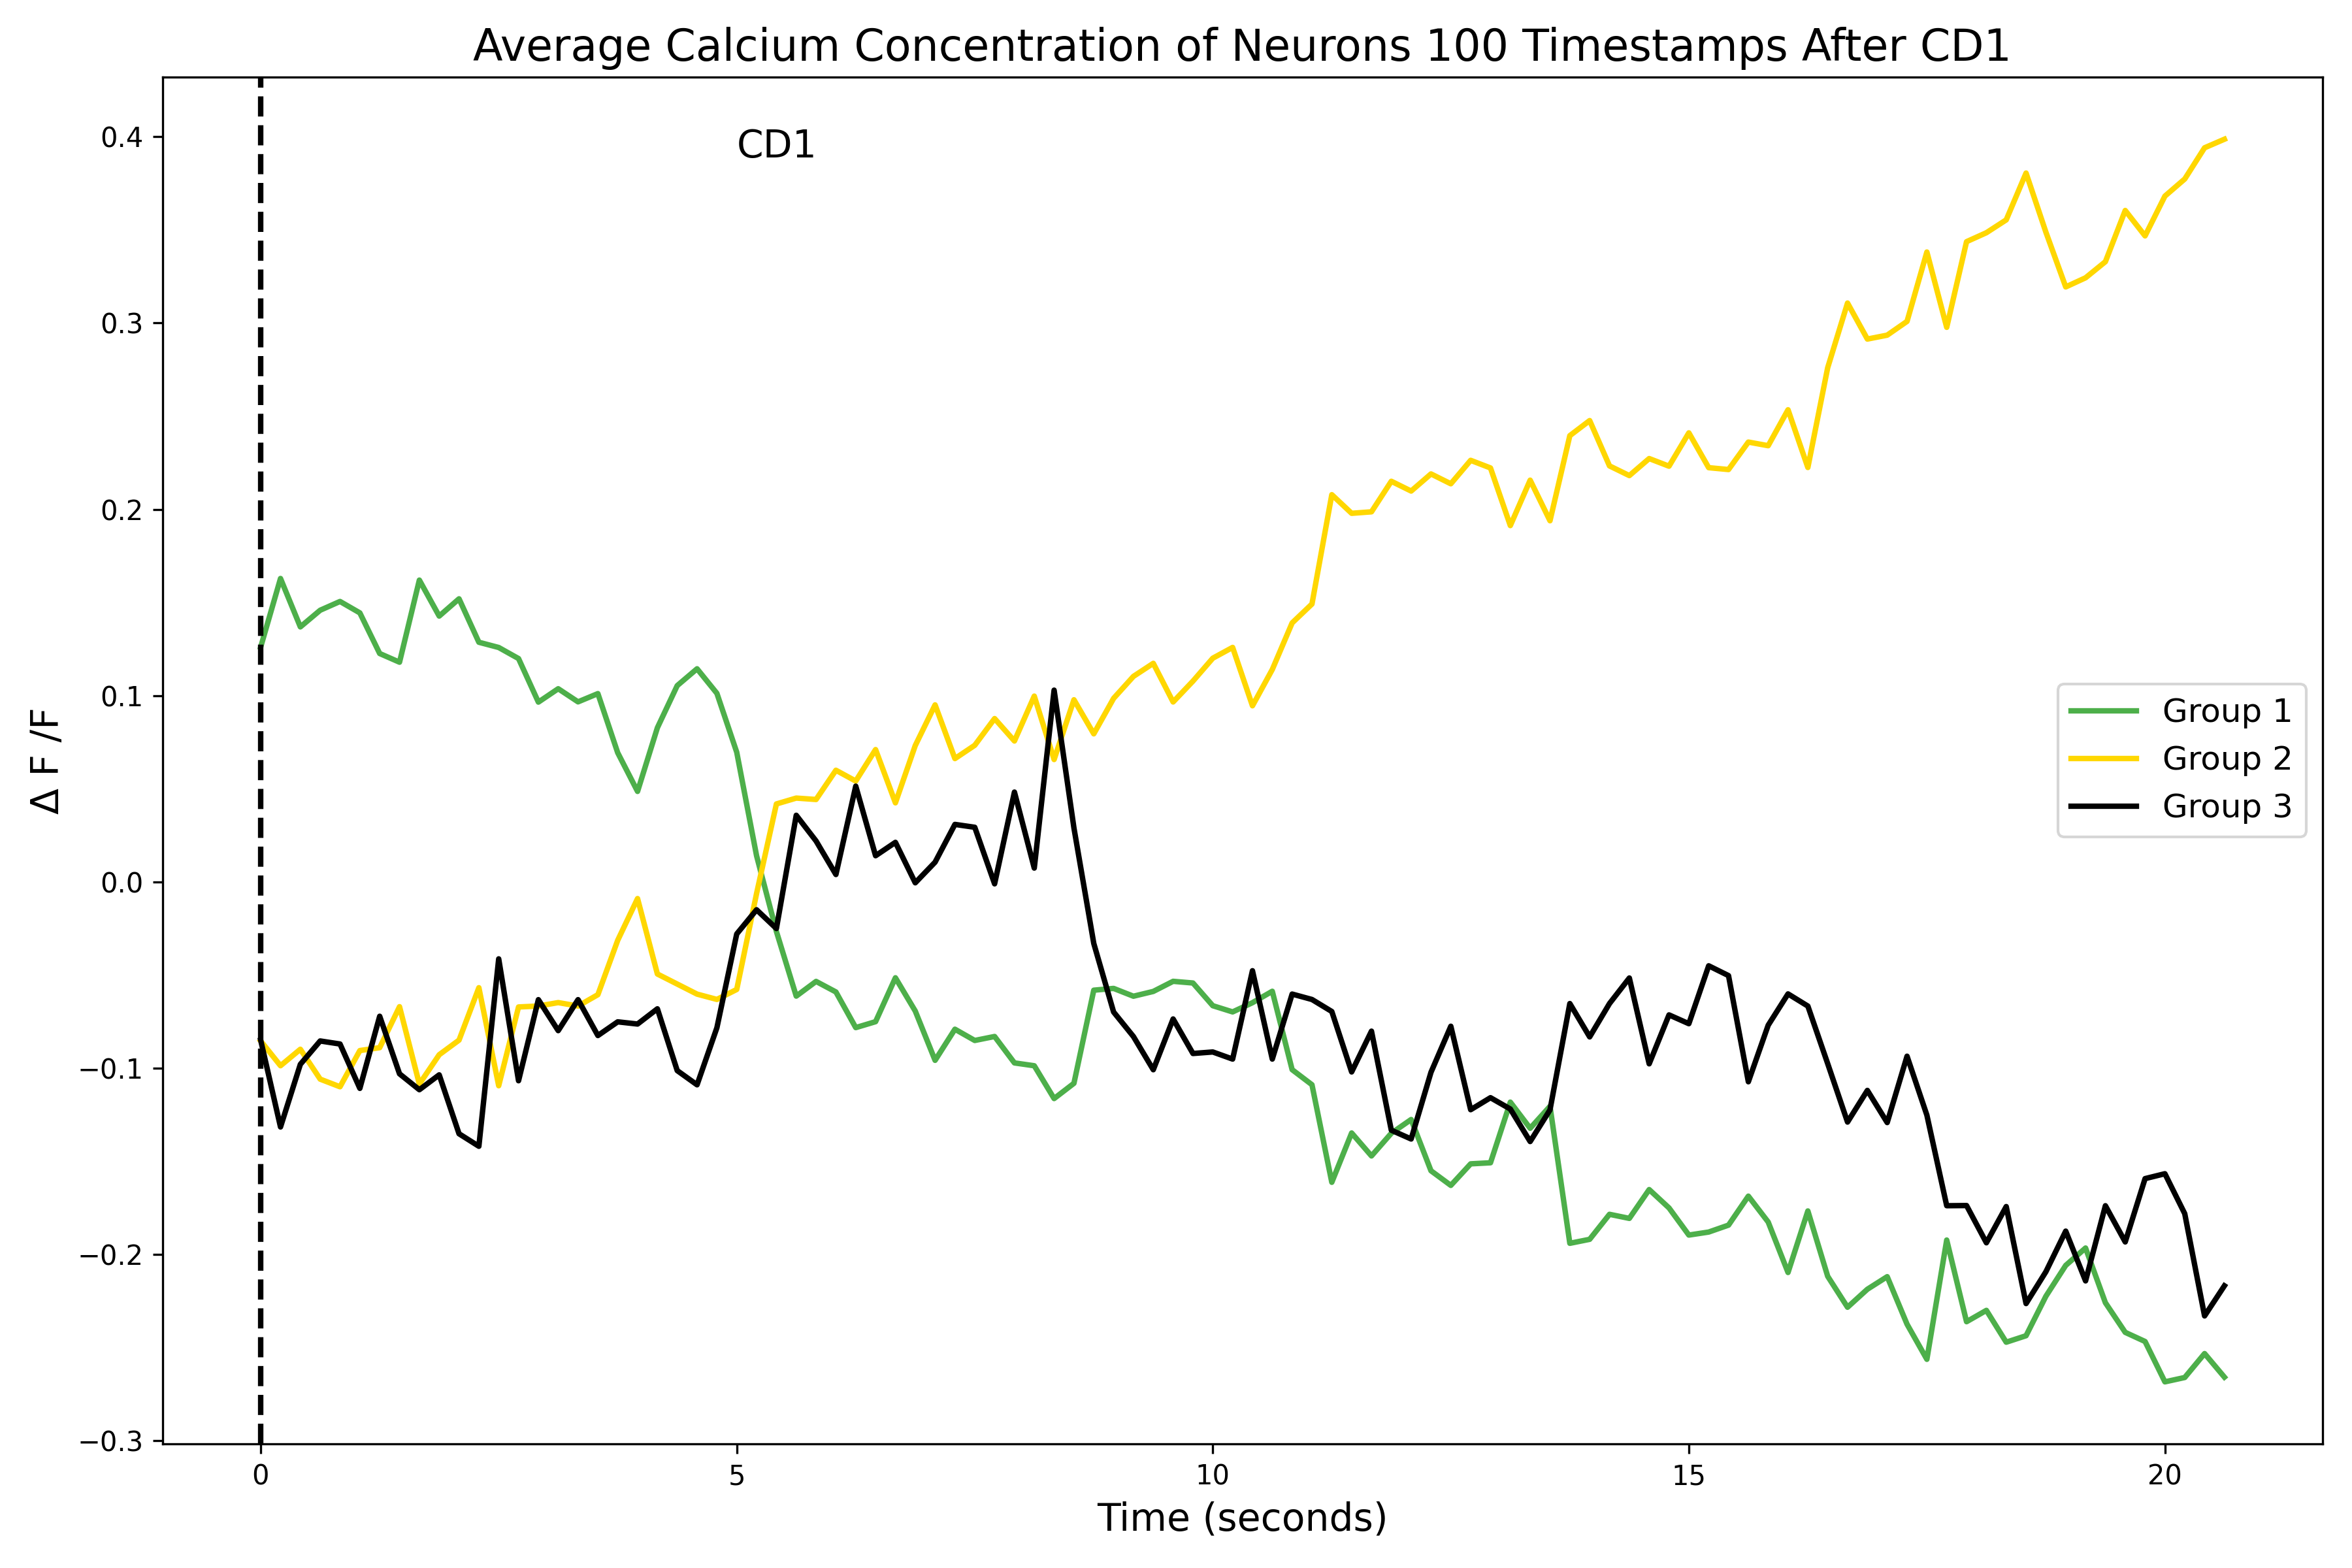 Average Calcium Concentration of Neurons 100 Timestamps After CD1
CD1
0.4
0.3
0.2
0.1
0.0
−0.1
−0.2
−0.3
Δ F /F
Group 1
Group 2
Group 3
0 5 10 15 20
Time (seconds)